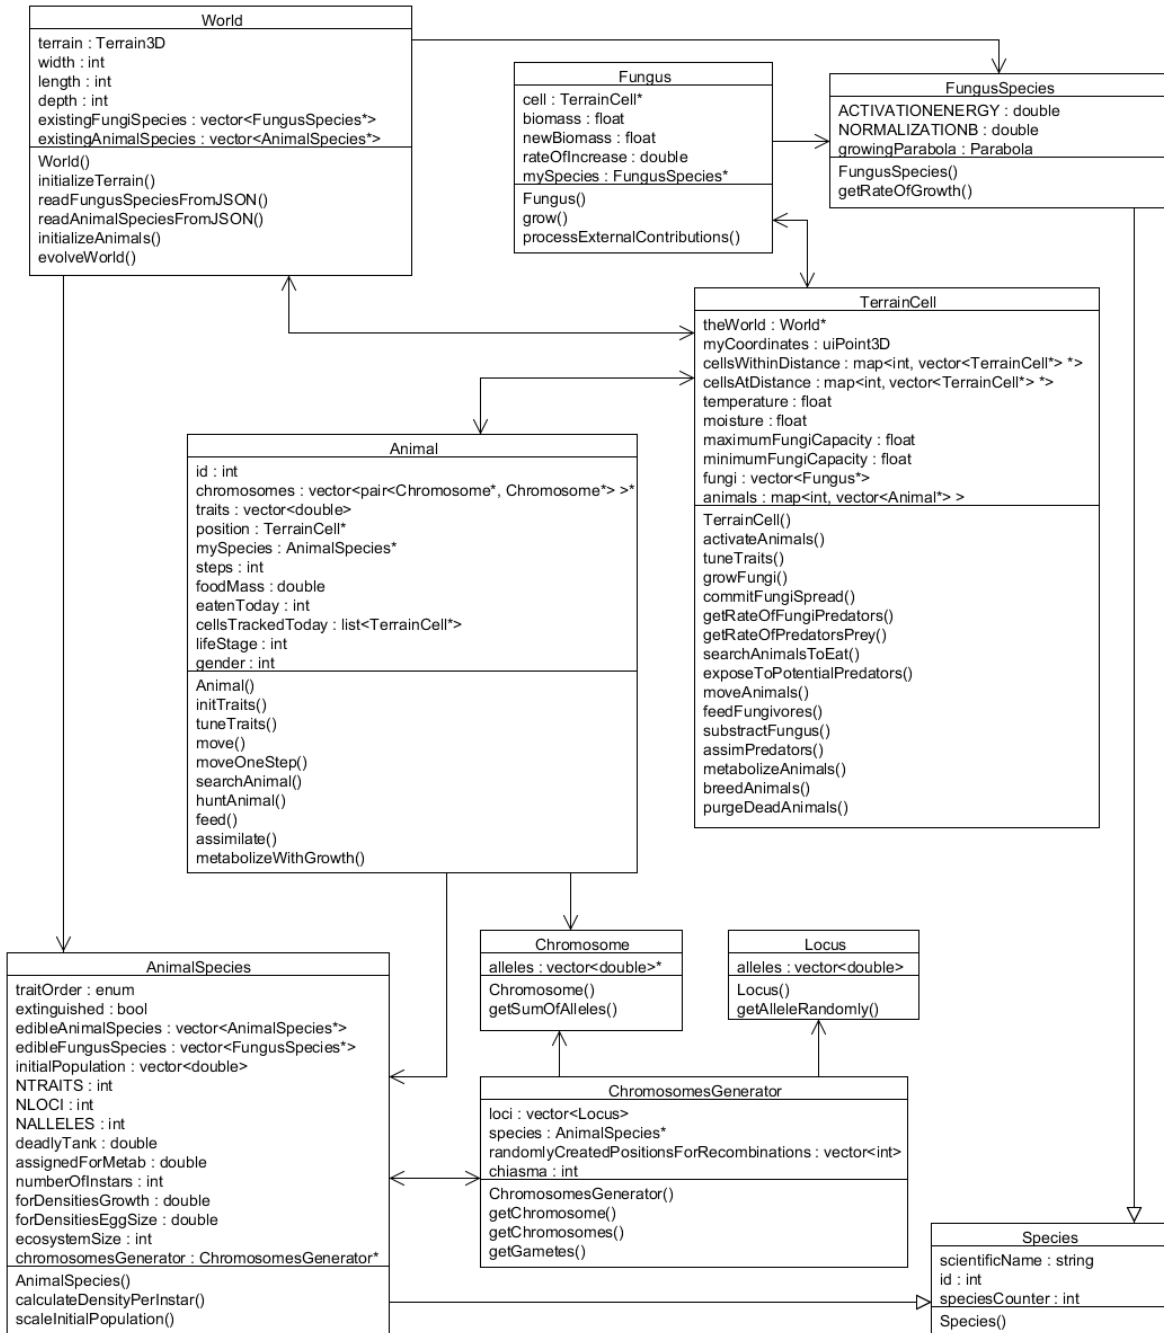 World
terrain : Terrain3D
width : int
length : int
depth : int
existingFungiSpecies : vector<FungusSpecies*>
existingAnimalSpecies : vector<AnimalSpecies*>
World()
initializeTerrain()
readFungusSpeciesFromJSON()
readAnimalSpeciesFromJSON()
initializeAnimals()
evolveWorld()
Fungus
cell : TerrainCell*
biomass : float
newBiomass : float
rateOfIncrease : double
mySpecies : FungusSpecies*
Fungus()
grow()
processExternalContributions()
FungusSpecies
ACTIVATIONENERGY : double
NORMALIZATIONB : double
growingParabola : Parabola
FungusSpecies()
getRateOfGrowth()
TerrainCell
theWorld : World*
myCoordinates : uiPoint3D
cellsWithinDistance : map<int, vector<TerrainCell*> *>
cellsAtDistance : map<int, vector<TerrainCell*> *>
temperature : float
moisture : float
maximumFungiCapacity : float
minimumFungiCapacity : float
fungi : vector<Fungus*>
animals : map<int, vector<Animal*> >
TerrainCell()
activateAnimals()
tuneTraits()
growFungi()
commitFungiSpread()
getRateOfFungiPredators()
getRateOfPredatorsPrey()
searchAnimalsToEat()
exposeToPotentialPredators()
moveAnimals()
feedFungivores()
substractFungus()
assimPredators()
metabolizeAnimals()
breedAnimals()
purgeDeadAnimals()
Animal
id : int
chromosomes : vector<pair<Chromosome*, Chromosome*> >*
traits : vector<double>
position : TerrainCell*
mySpecies : AnimalSpecies*
steps : int
foodMass : double
eatenToday : int
cellsTrackedToday : list<TerrainCell*>
lifeStage : int
gender : int
Animal()
initTraits()
tuneTraits()
move()
moveOneStep()
searchAnimal()
huntAnimal()
feed()
assimilate()
metabolizeWithGrowth()
Chromosome
alleles : vector<double>*
Chromosome()
getSumOfAlleles()
Locus
alleles : vector<double>
Locus()
getAlleleRandomly()
AnimalSpecies
traitOrder : enum
extinguished : bool
edibleAnimalSpecies : vector<AnimalSpecies*>
edibleFungusSpecies : vector<FungusSpecies*>
initialPopulation : vector<double>
NTRAITS : int
NLOCI : int
NALLELES : int
deadlyTank : double
assignedForMetab : double
numberOfInstars : int
forDensitiesGrowth : double
forDensitiesEggSize : double
ecosystemSize : int
chromosomesGenerator : ChromosomesGenerator*
AnimalSpecies()
calculateDensityPerInstar()
scaleInitialPopulation()
ChromosomesGenerator
loci : vector<Locus>
species : AnimalSpecies*
randomlyCreatedPositionsForRecombinations : vector<int>
chiasma : int
ChromosomesGenerator()
getChromosome()
getChromosomes()
getGametes()
Species
scientificName : string
id : int
speciesCounter : int
Species()